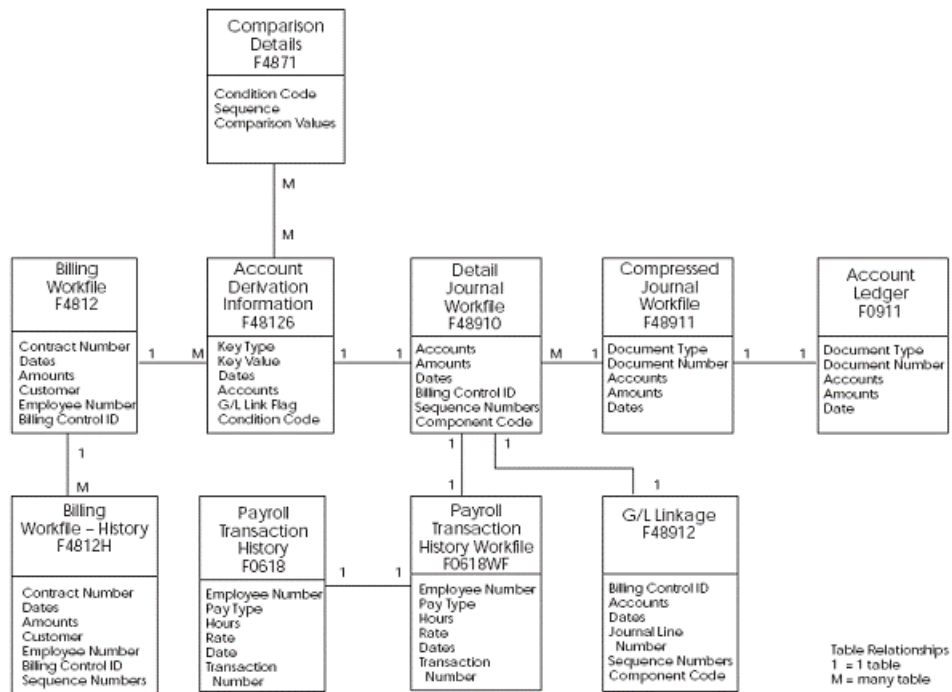 Comparison
Details
F4871
Condition Code
Sequence
Comparison Values
M
M
Billing
Workfile
F4812
Contract Number
Dates
Amounts
Customer
Employee Number
Billing Control ID
1
M
Account
Derivation
Information
F48126
Key Type
Key Value
Dates
Accounts
G/L Link Flag
Condition Code
1
1
Detail
Journal
Workfile
F48910
Accounts
Amounts
Dates
Billing Control ID
Sequence Numbers
Component Code
M
1
Compressed
Journal
Workfile
F48911
Document Type
Document Number
Accounts
Amounts
Dates
1
1
Account
Ledger
F0911
Document Type
Document Number
Accounts
Amounts
Date
1
M
1
1
1
1
Billing
Workfile – History
F4812H
Contract Number
Dates
Amounts
Customer
Employee Number
Billing Control ID
Sequence Numbers
Payroll
Transaction
History
F0618
Employee Number
Pay Type
Hours
Rate
Date
Transaction
Number
1
1
Payroll
Transaction
History Workfile
F0618WF
Employee Number
Pay Type
Hours
Rate
Dates
Transaction
Number
G/L Linkage
F48912
Billing Control ID
Accounts
Dates
Journal Line
Number
Sequence Numbers
Component Code
Table Relationships
1 = 1 table
M = many table